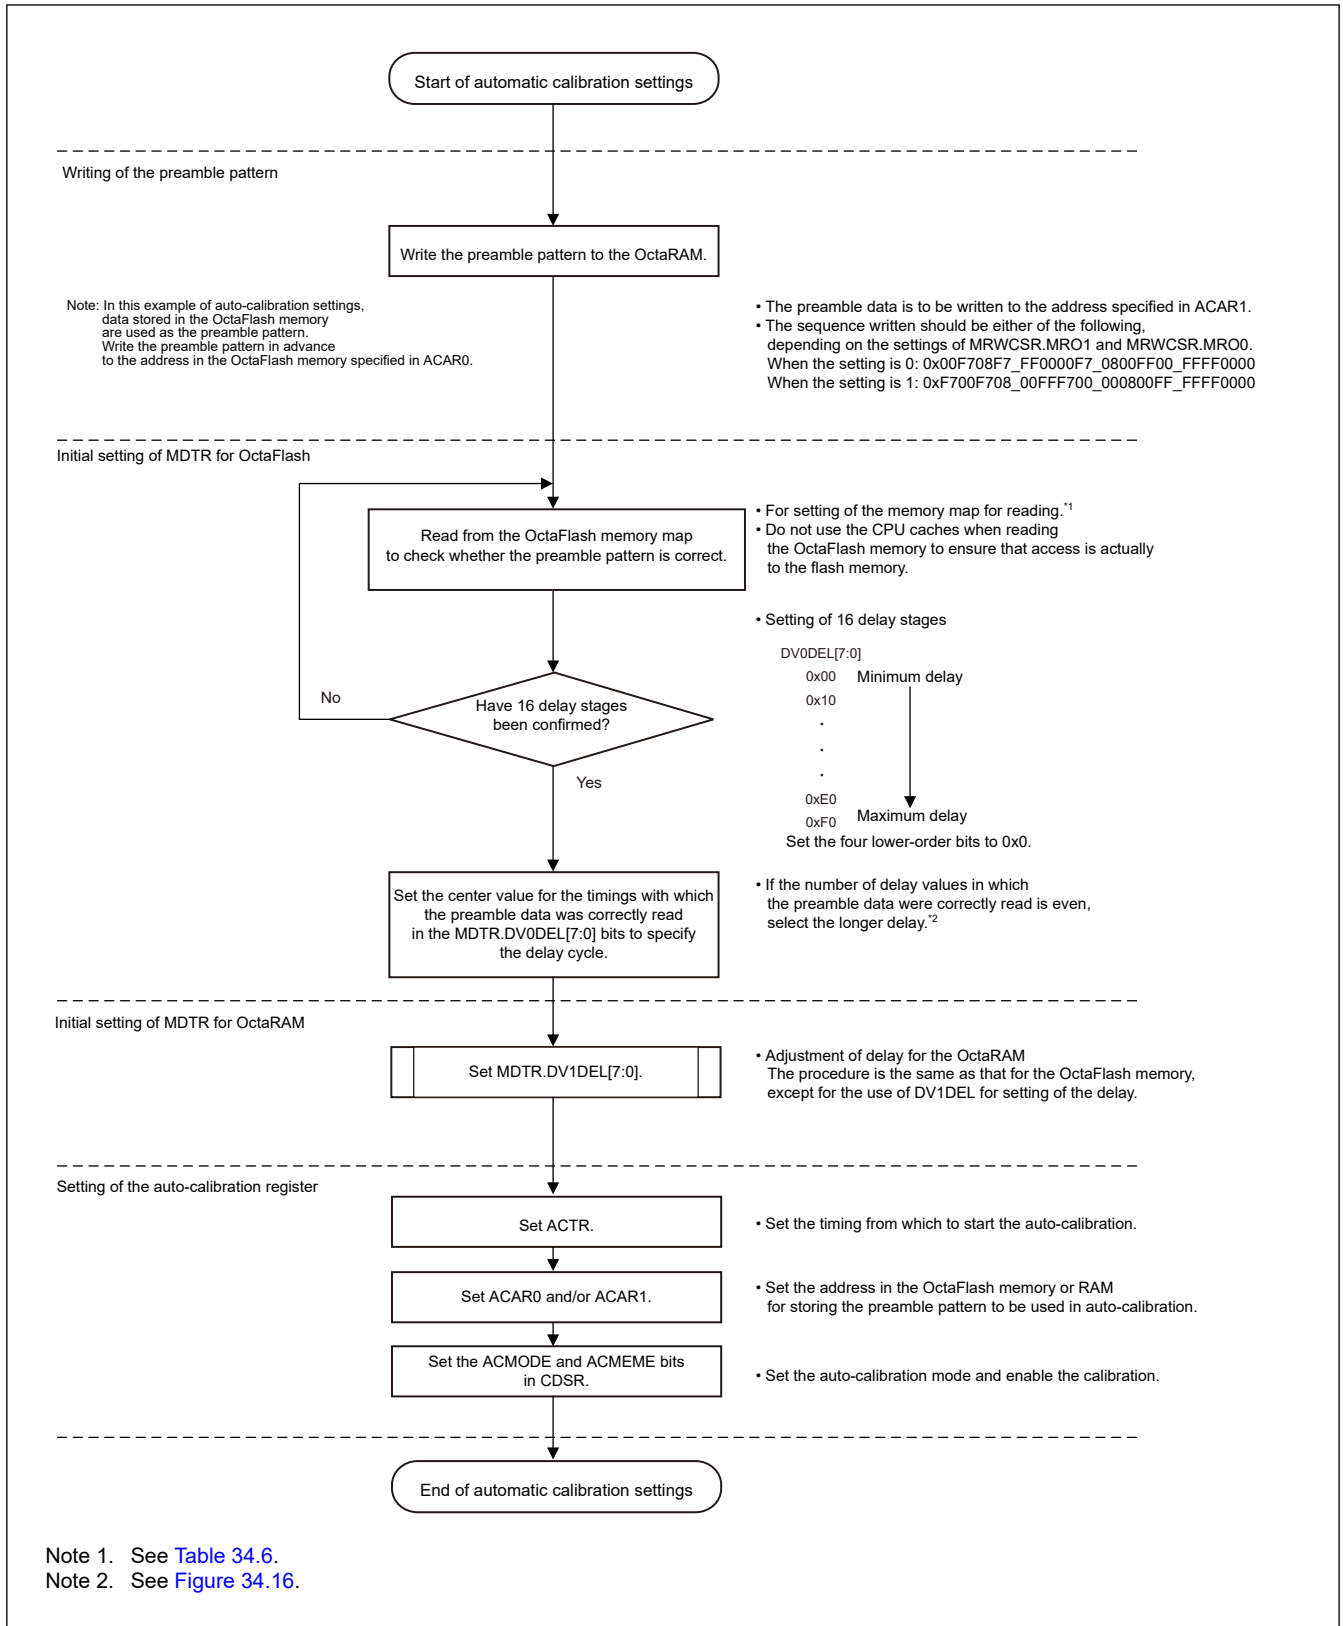 Start of automatic calibration settings
Writing of the preamble pattern
Write the preamble pattern to the OctaRAM.
Note: In this example of auto-calibration settings,
data stored in the OctaFlash memory
are used as the preamble pattern.
Write the preamble pattern in advance
to the address in the OctaFlash memory specified in ACAR0.
• The preamble data is to be written to the address specified in ACAR1.
• The sequence written should be either of the following,
depending on the settings of MRWCSR.MRO1 and MRWCSR.MRO0.
When the setting is 0: 0x00F708F7_FF0000F7_0800FF00_FFFF0000
When the setting is 1: 0xF700F708_00FFF700_000800FF_FFFF0000
Initial setting of MDTR for OctaFlash
Read from the OctaFlash memory map
to check whether the preamble pattern is correct.
• For setting of the memory map for reading.*1
• Do not use the CPU caches when reading
the OctaFlash memory to ensure that access is actually
to the flash memory.
• Setting of 16 delay stages
DV0DEL[7:0]
0x00 Minimum delay
0x10
.
.
.
0xE0
0xF0 Maximum delay
Set the four lower-order bits to 0x0.
No
Have 16 delay stages
been confirmed?
Yes
Set the center value for the timings with which
the preamble data was correctly read
in the MDTR.DV0DEL[7:0] bits to specify
the delay cycle.
• If the number of delay values in which
the preamble data were correctly read is even,
select the longer delay.*2
Initial setting of MDTR for OctaRAM
Set MDTR.DV1DEL[7:0].
• Adjustment of delay for the OctaRAM
The procedure is the same as that for the OctaFlash memory,
except for the use of DV1DEL for setting of the delay.
Setting of the auto-calibration register
Set ACTR.
• Set the timing from which to start the auto-calibration.
Set ACAR0 and/or ACAR1.
• Set the address in the OctaFlash memory or RAM
for storing the preamble pattern to be used in auto-calibration.
Set the ACMODE and ACMEME bits
in CDSR.
• Set the auto-calibration mode and enable the calibration.
End of automatic calibration settings
Note 1. See Table 34.6.
Note 2. See Figure 34.16.